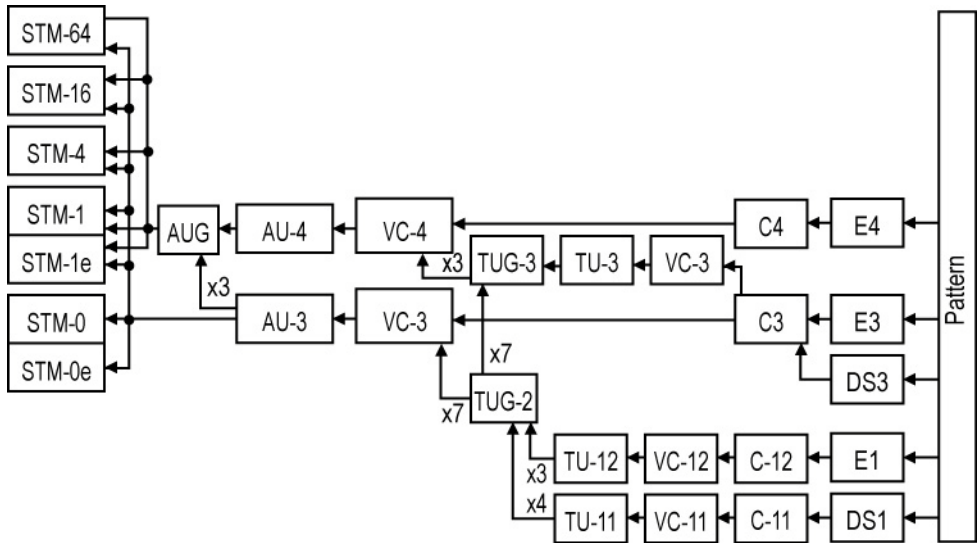 STM-64
STM-16
STM-4
STM-1
STM-1e
STM-0
STM-0e
AUG
AU-4
VC-4
C4
E4
x3
TUG-3
TU-3
VC-3
x3
AU-3
VC-3
C3
E3
x7
DS3
x7
TUG-2
x3
TU-12
VC-12
C-12
E1
x4
TU-11
VC-11
C-11
DS1
Pattern